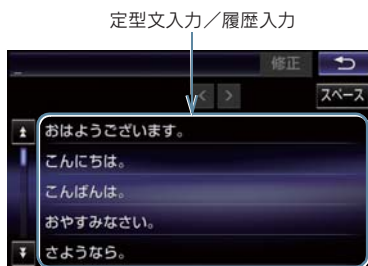 定型文入力／履歴入力
修正
スペース
おはようございます。
こんにちは。
こんばんは。
おやすみなさい。
さようなら。